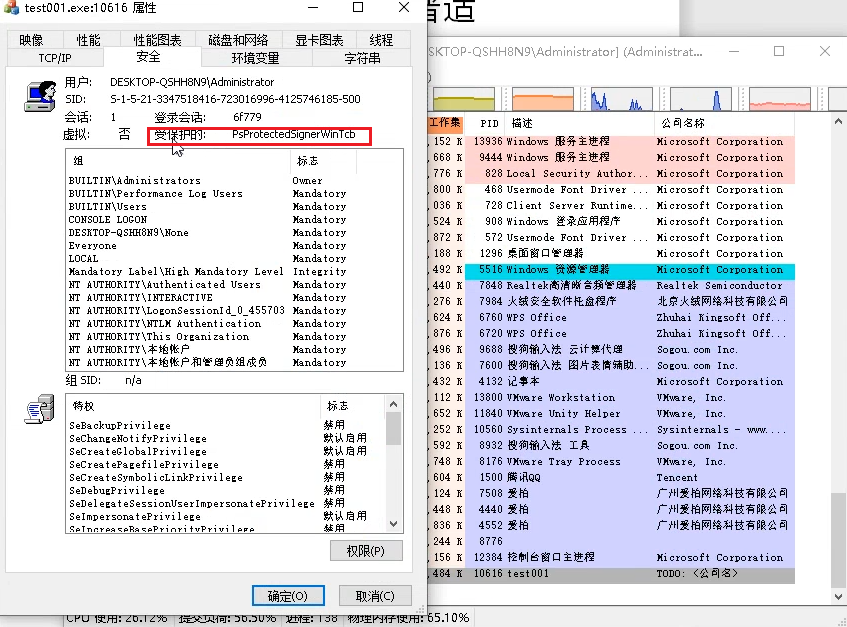 普适
test001.exe:10616 属性
映像 性能 性能图表 磁盘和网络 显卡图表 线程
TCP/IP 安全 环境变量 字符串
用户: DESKTOP-QSHH8N9\Administrator
SID: S-1-5-21-3347518416-723016996-4125746185-500
会话: 1 登录会话: 6f779
虚拟: 否 受保护的: PsProtectedSignerWinTcb
组 标志
BUILTIN\Administrators Owner
BUILTIN\Performance Log Users Mandatory
BUILTIN\Users Mandatory
CONSOLE LOGON Mandatory
DESKTOP-QSHH8N9\None Mandatory
Everyone Mandatory
LOCAL Mandatory
Mandatory Label\High Mandatory Level Integrity
NT AUTHORITY\Authenticated Users Mandatory
NT AUTHORITY\INTERACTIVE Mandatory
NT AUTHORITY\LogonSessionId_0_455703 Mandatory
NT AUTHORITY\NTLM Authentication Mandatory
NT AUTHORITY\This Organization Mandatory
NT AUTHORITY\本地帐户 Mandatory
NT AUTHORITY\本地帐户和管理员组成员 Mandatory
组 SID: n/a
特权 标志
SeBackupPrivilege 禁用
SeChangeNotifyPrivilege 默认启用
SeCreateGlobalPrivilege 默认启用
SeCreatePagefilePrivilege 禁用
SeCreateSymbolicLinkPrivilege 禁用
SeDebugPrivilege 禁用
SeDelegateSessionUserImpersonatePrivilege 禁用
SeImpersonatePrivilege 默认启用
SeIncreaseBasePriorityPrivilege 禁用
权限(P)
确定(O) 取消(C)
SKTOP-QSHH8N9\Administrator] (Administrat...
)
工作集 PID 描述 公司名称
,152 K 13936 Windows 服务主进程 Microsoft Corporation
,668 K 9444 Windows 服务主进程 Microsoft Corporation
,776 K 828 Local Security Author... Microsoft Corporation
,800 K 468 Usermode Font Driver ... Microsoft Corporation
,036 K 728 Client Server Runtime... Microsoft Corporation
,524 K 908 Windows 登录应用程序 Microsoft Corporation
,872 K 572 Usermode Font Driver ... Microsoft Corporation
,188 K 1296 桌面窗口管理器 Microsoft Corporation
,492 K 5516 Windows 资源管理器 Microsoft Corporation
,440 K 7848 Realtek高清晰音频管理器 Realtek Semiconductor
,276 K 7984 火绒安全软件托盘程序 北京火绒网络科技有限公司
,624 K 6760 WPS Office Zhuhai Kingsoft Off...
,876 K 6720 WPS Office Zhuhai Kingsoft Off...
,496 K 9688 搜狗输入法 云计算代理 Sogou.com Inc.
,136 K 7600 搜狗输入法 图片表情辅助... Sogou.com Inc.
,432 K 4132 记事本 Microsoft Corporation
,112 K 13800 VMware Workstation VMware, Inc.
,652 K 11840 VMware Unity Helper VMware, Inc.
,252 K 10560 Sysinternals Process ... Sysinternals - www....
,592 K 8932 搜狗输入法 工具 Sogou.com Inc.
,748 K 8176 VMware Tray Process VMware, Inc.
,604 K 1500 腾讯QQ Tencent
,124 K 7508 爱柏 广州爱柏网络科技有限公司
,448 K 4440 爱柏 广州爱柏网络科技有限公司
,836 K 4552 爱柏 广州爱柏网络科技有限公司
,244 K 8776
,156 K 12384 控制台窗口主进程 Microsoft Corporation
,484 K 10616 test001 TODO: <公司名>
CPU 使用: 26.12% 提交负荷: 56.50% 进程: 138 物理内存使用: 65.10%